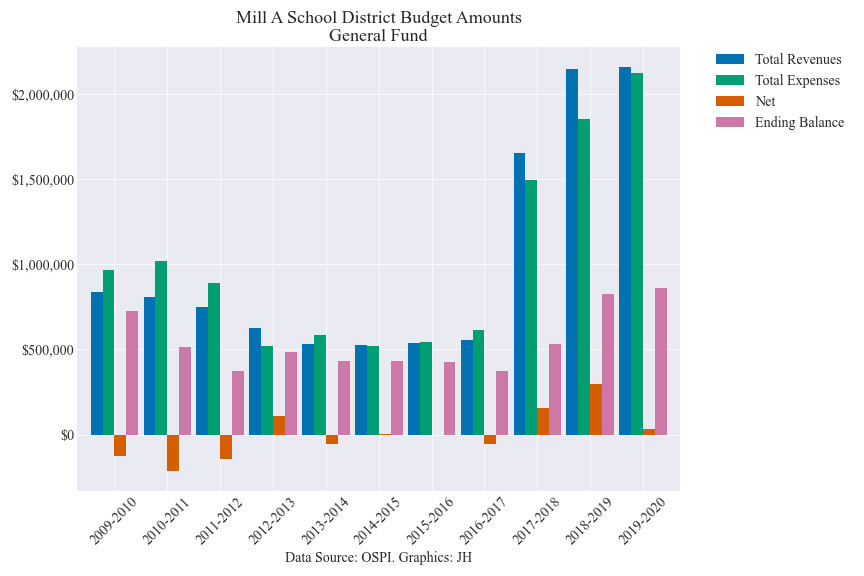 Mill A School District Budget Amounts
General Fund
Total Revenues
Total Expenses
Net
Ending Balance
$2,000,000
$1,500,000
$1,000,000
$500,000
$0
2009-2010
2010-2011
2011-2012
2012-2013
2013-2014
2014-2015
2015-2016
2016-2017
2017-2018
2018-2019
2019-2020
Data Source: OSPI. Graphics: JH